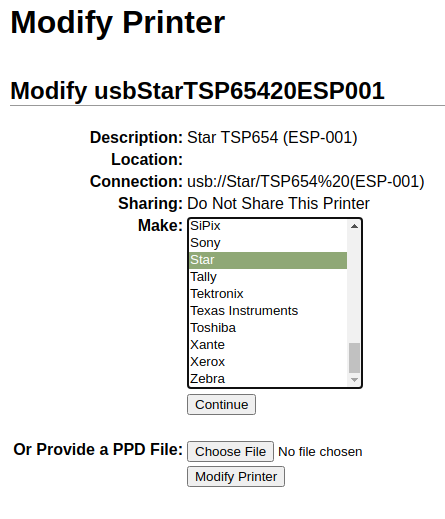 Modify Printer
Modify usbStarTSP65420ESP001
Description: Star TSP654 (ESP-001)
Location:
Connection: usb://Star/TSP654%20(ESP-001)
Sharing: Do Not Share This Printer
Make: SiPix
Sony
Star
Tally
Tektronix
Texas Instruments
Toshiba
Xante
Xerox
Zebra
Continue
Or Provide a PPD File: Choose File No file chosen
Modify Printer